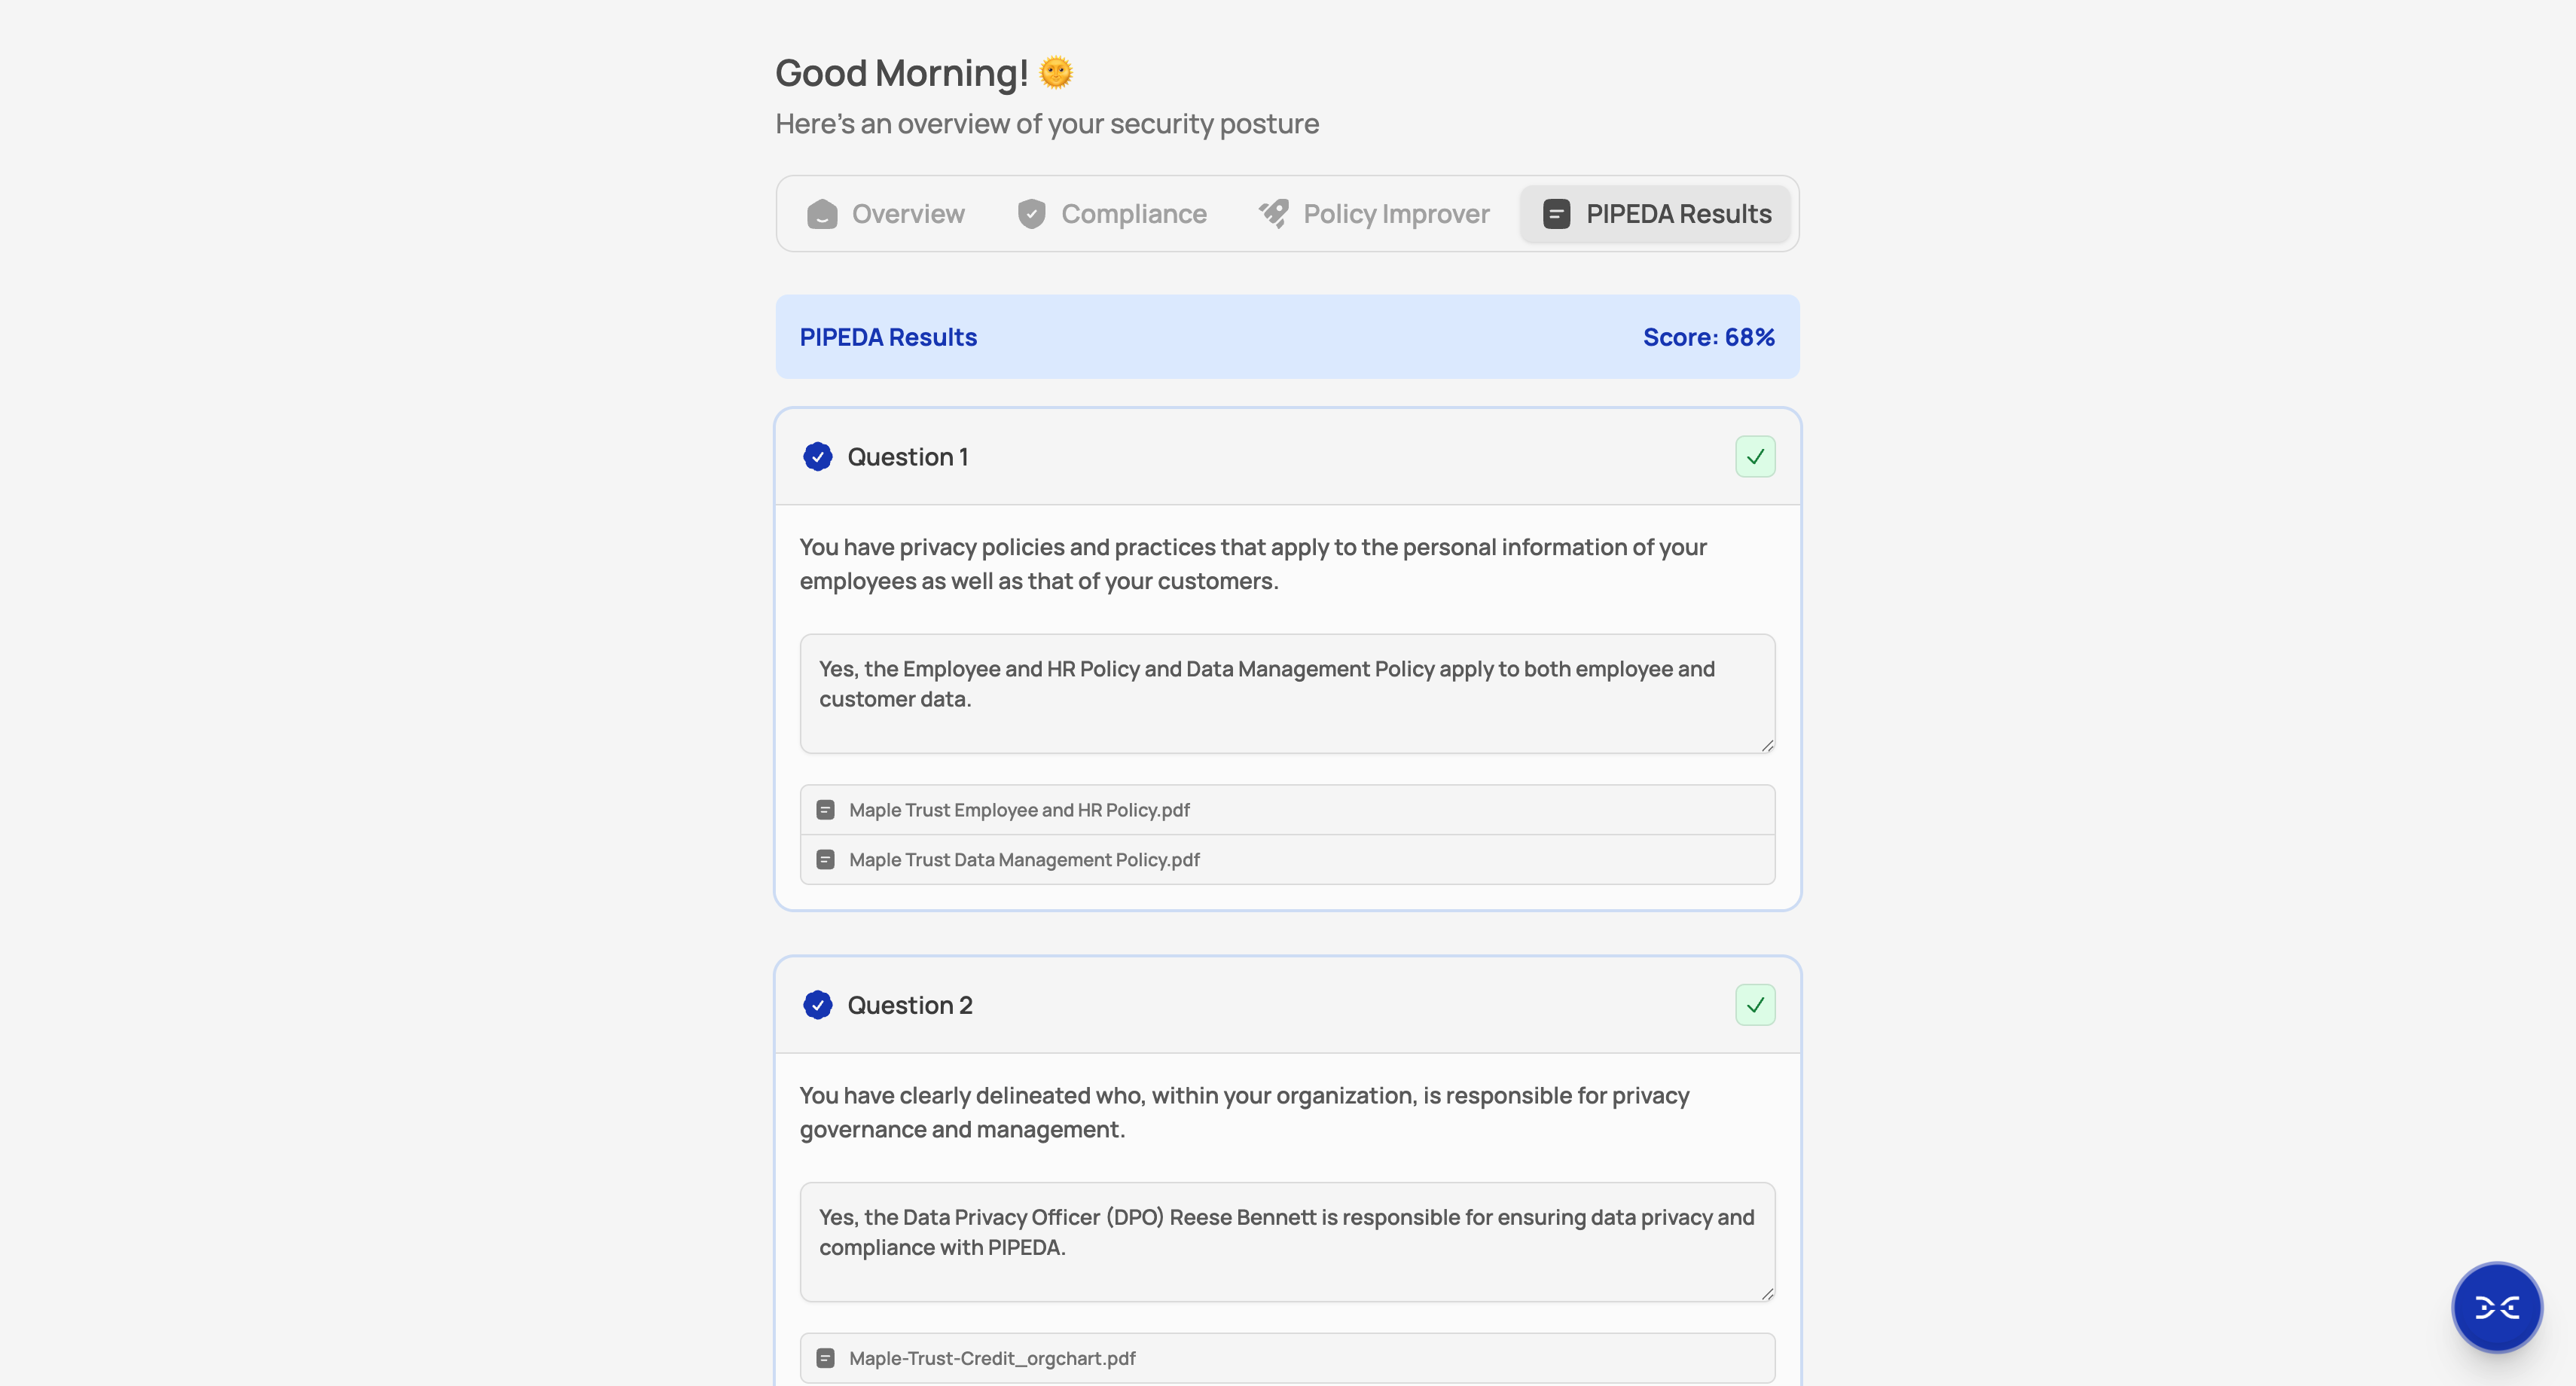 Good Morning! 🌞
Here's an overview of your security posture
Overview
Compliance
Policy Improver
PIPEDA Results
PIPEDA Results
Score: 68%
Question 1
You have privacy policies and practices that apply to the personal information of your
employees as well as that of your customers.
Yes, the Employee and HR Policy and Data Management Policy apply to both employee and
customer data.
Maple Trust Employee and HR Policy.pdf
Maple Trust Data Management Policy.pdf
Question 2
You have clearly delineated who, within your organization, is responsible for privacy
governance and management.
Yes, the Data Privacy Officer (DPO) Reese Bennett is responsible for ensuring data privacy and
compliance with PIPEDA.
Maple-Trust-Credit_orgchart.pdf